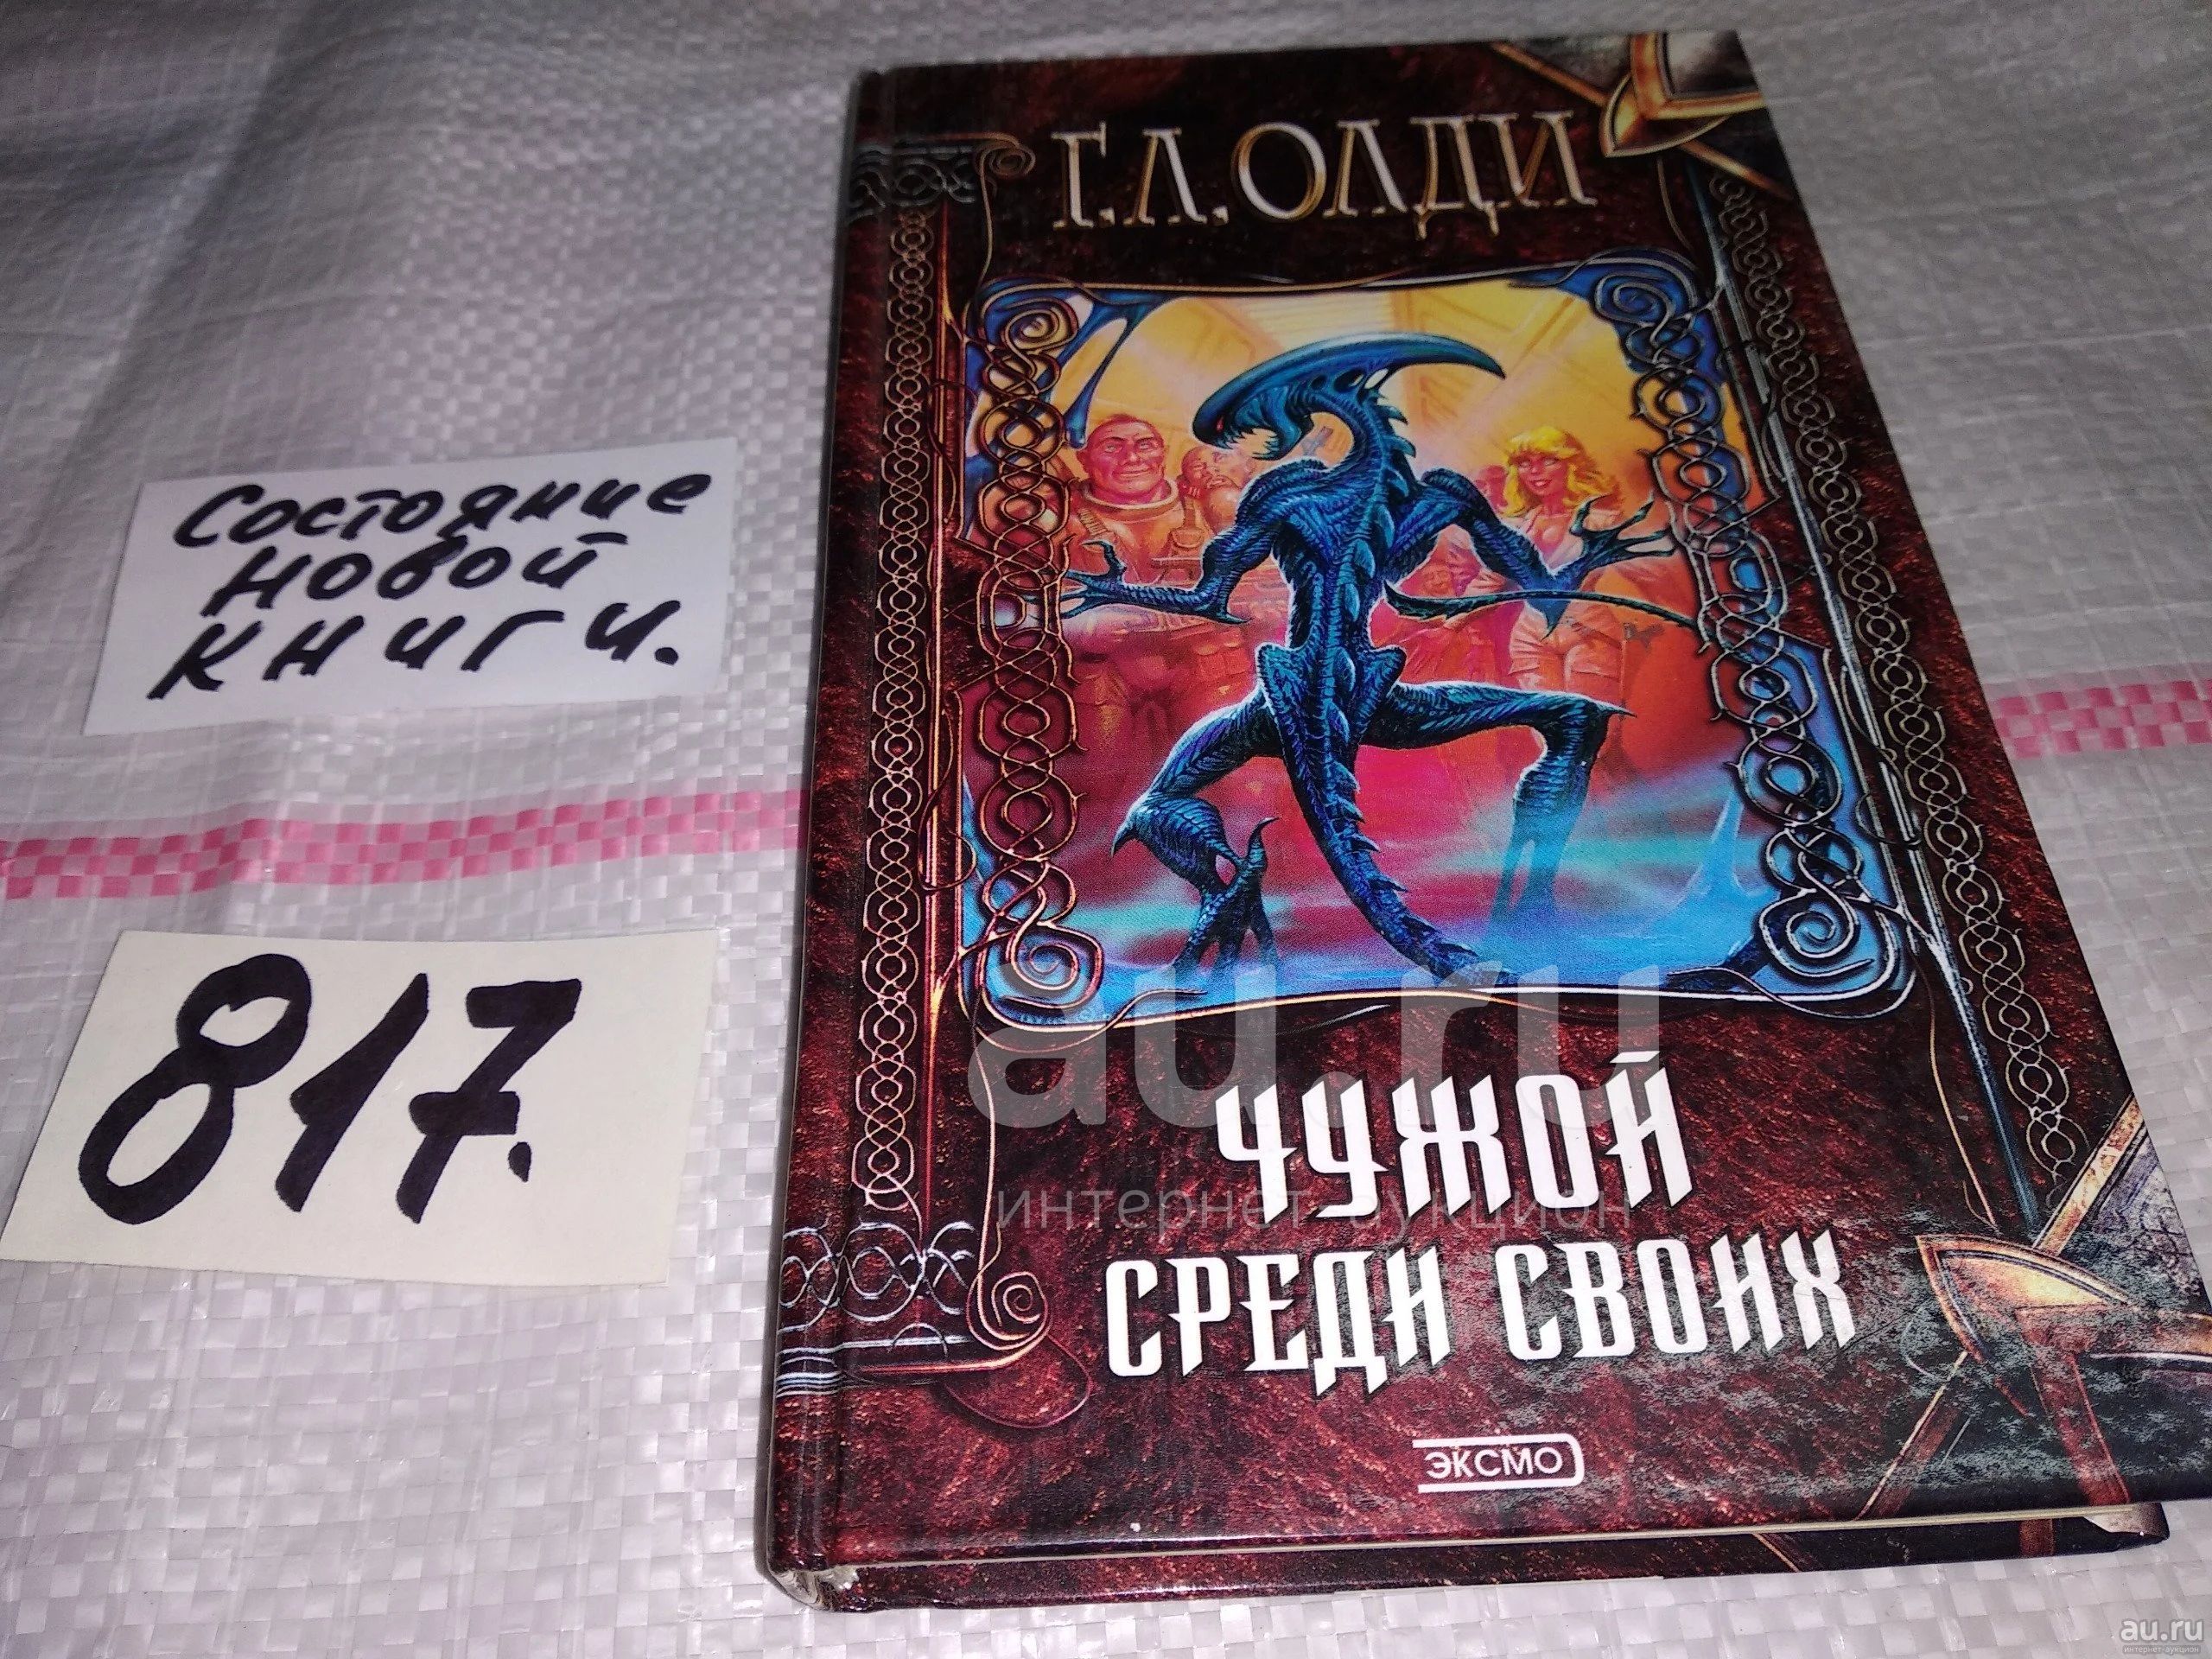 Состояние
новой
книги.
817.
Г.Л.ОЛДИ
ЧУЖОЙ
СРЕДИ СВОИХ
ЭКСМО
au.ru
интернет-аукцион
au.ru
интернет-аукцион